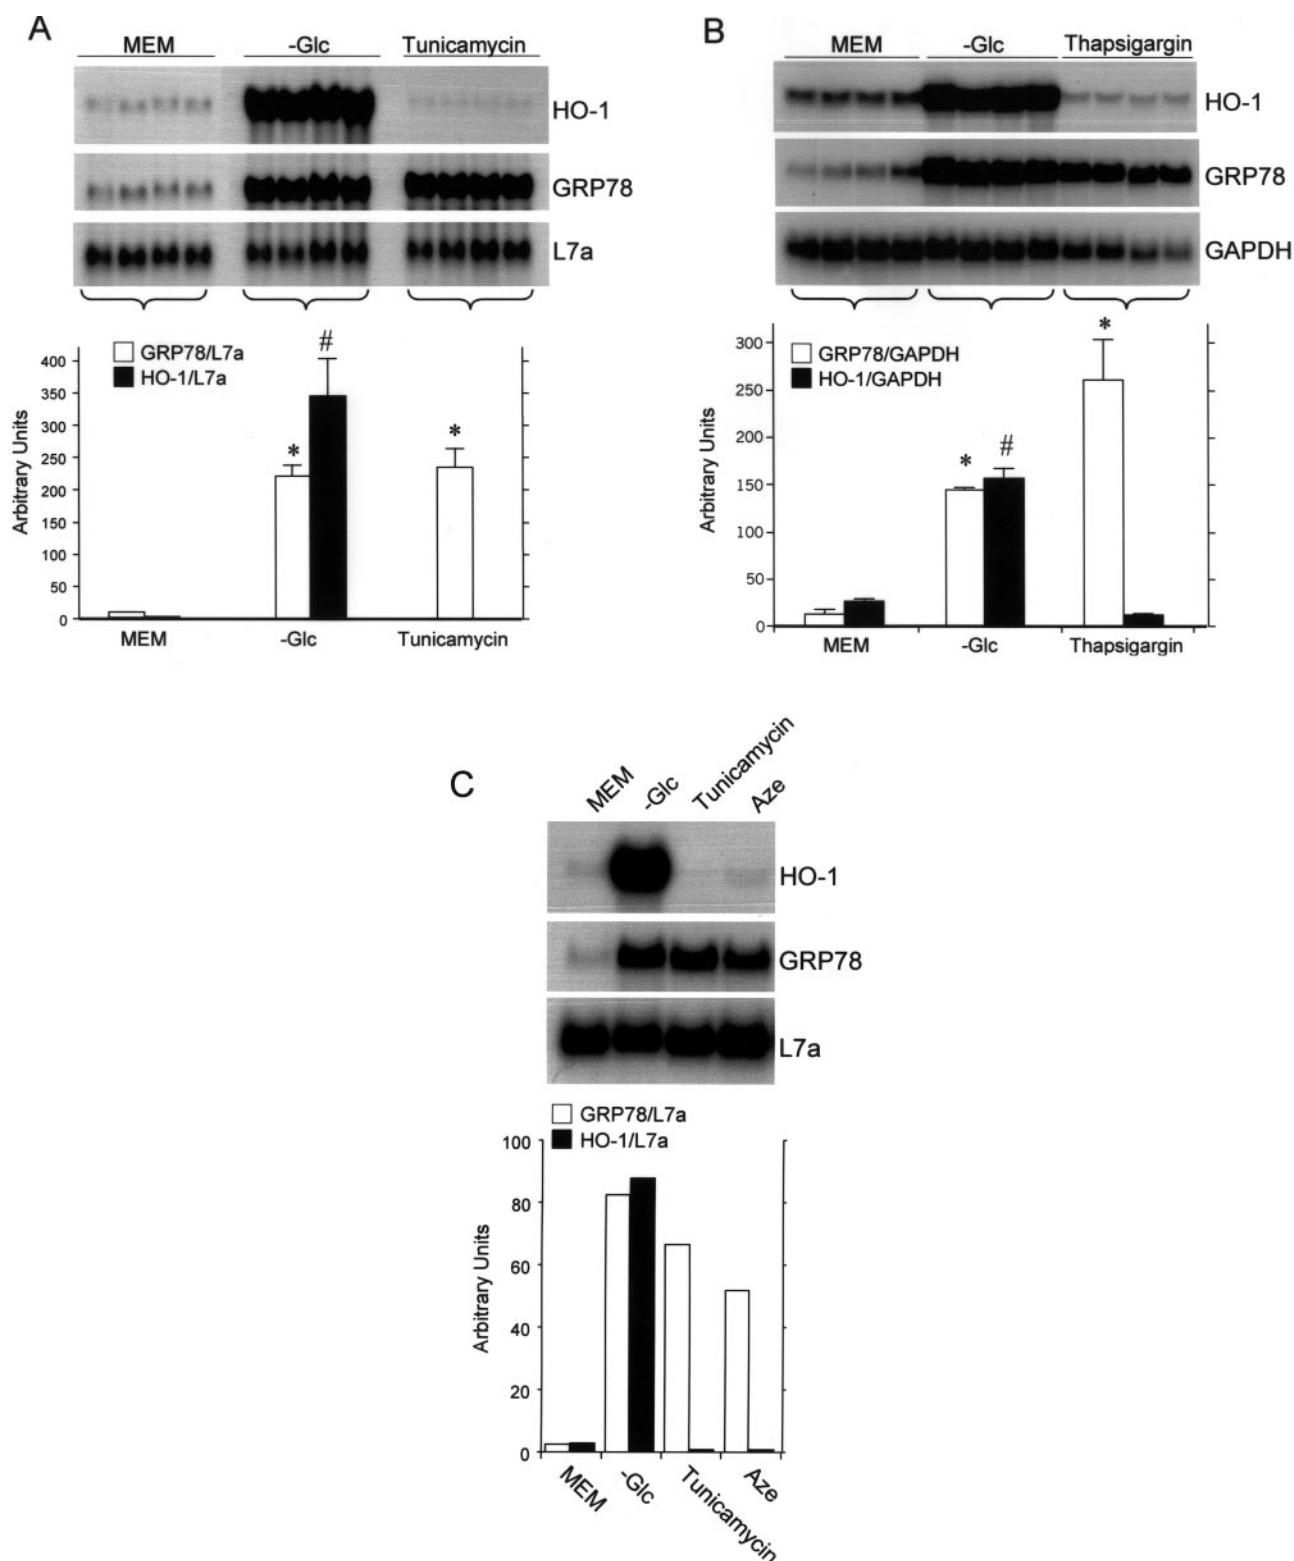 A
MEM -Glc Tunicamycin
HO-1
GRP78
L7a
GRP78/L7a
HO-1/L7a
#
*
*
400
350
300
250
200
150
100
50
0
Arbitrary Units
MEM -Glc Tunicamycin
B
MEM -Glc Thapsigargin
HO-1
GRP78
GAPDH
GRP78/GAPDH
HO-1/GAPDH
*
*
#
300
250
200
150
100
50
0
Arbitrary Units
MEM -Glc Thapsigargin
C
MEM -Glc Tunicamycin Aze
HO-1
GRP78
L7a
GRP78/L7a
HO-1/L7a
100
80
60
40
20
0
Arbitrary Units
MEM -Glc Tunicamycin Aze